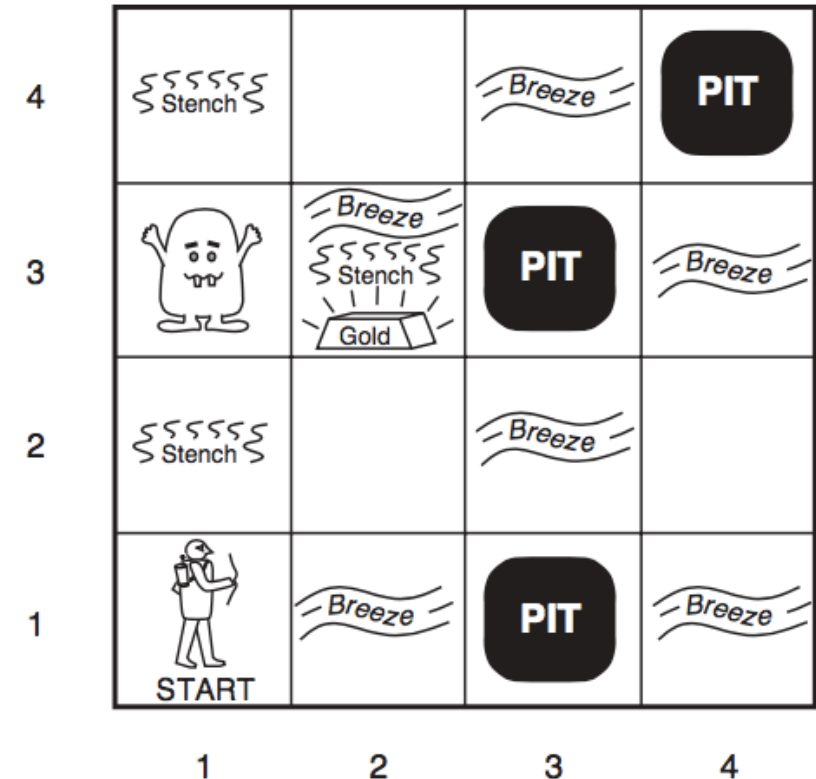 4 Stench Breeze PIT
Breeze
3 Stench PIT Breeze
Gold
2 Stench Breeze
1 Breeze PIT Breeze
START
1 2 3 4